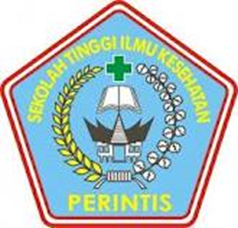 SEKOLAH TINGGI ILMU KESEHATAN
PERINTIS